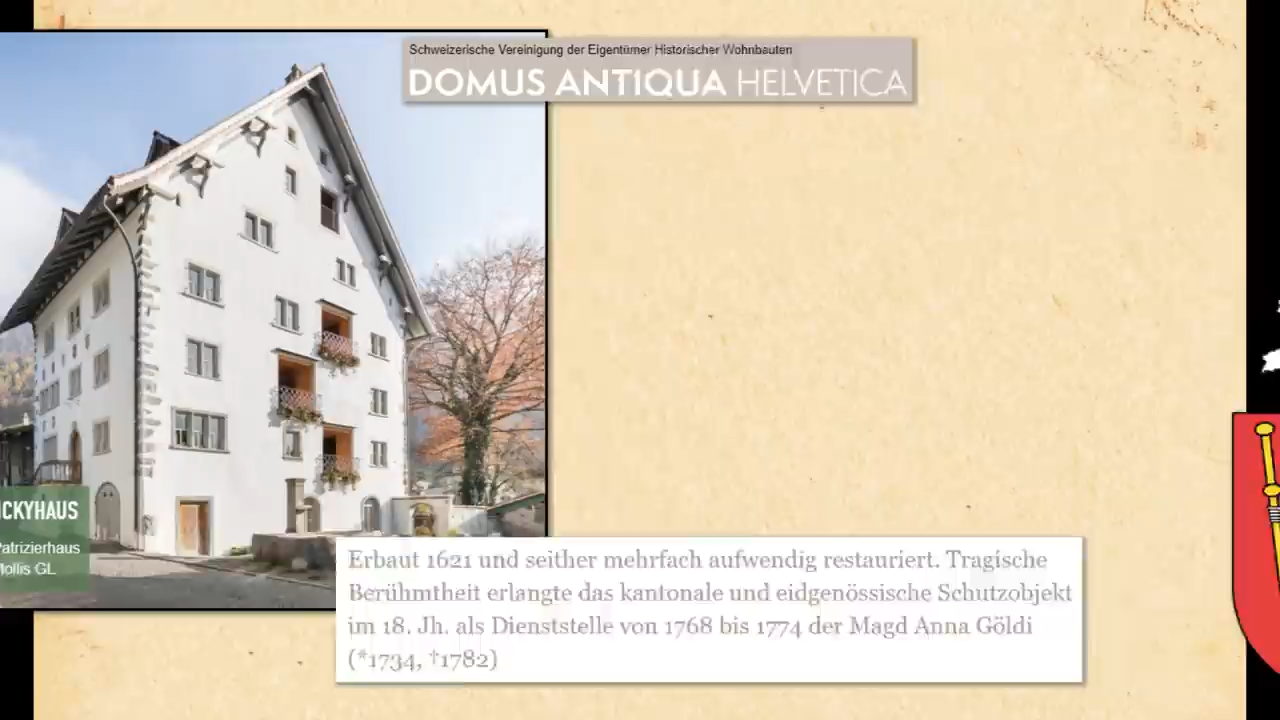 Schweizerische Vereinigung der Eigentümer Historischer Wohnbauten
DOMUS ANTIQUA HELVETICA
ICKYHAUS
Patrizierhaus
Mollis GL
Erbaut 1621 und seither mehrfach aufwendig restauriert. Tragische
Berühmtheit erlangte das kantonale und eidgenössische Schutzobjekt
im 18. Jh. als Dienststelle von 1768 bis 1774 der Magd Anna Göldi
(*1734, †1782)